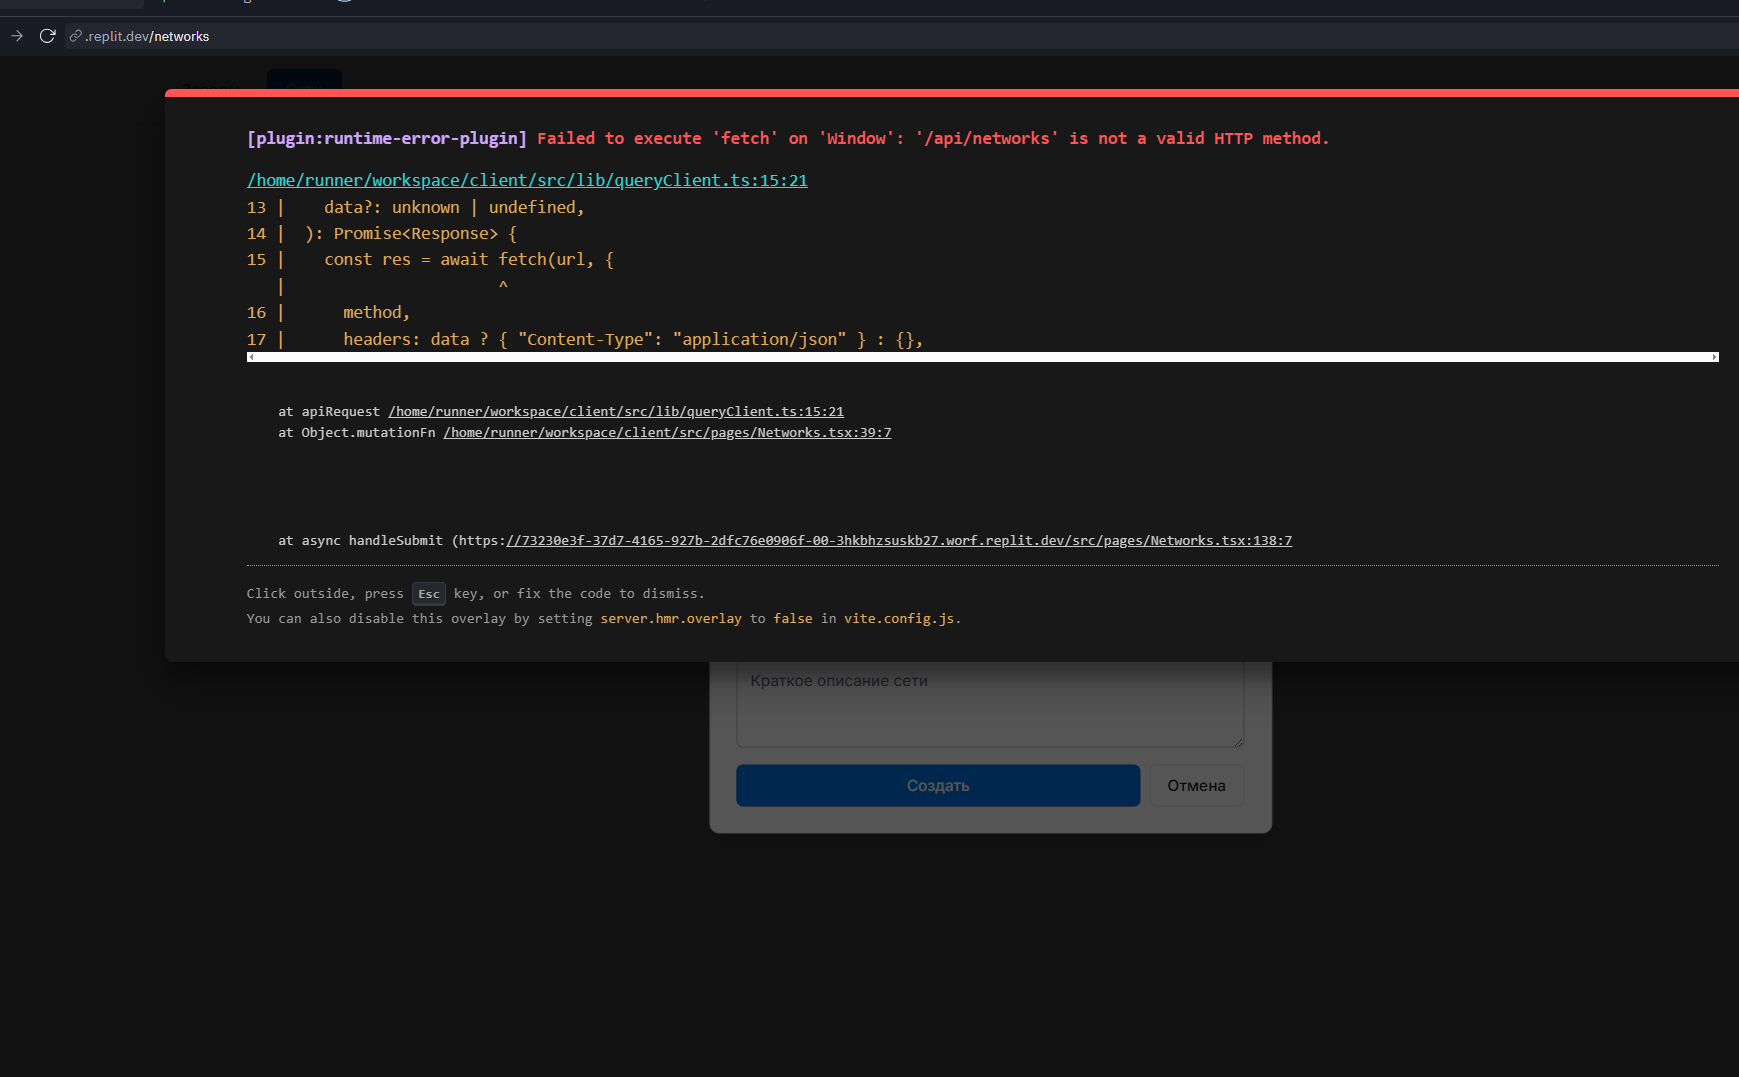 .replit.dev/networks
[plugin:runtime-error-plugin] Failed to execute 'fetch' on 'Window': '/api/networks' is not a valid HTTP method.
/home/runner/workspace/client/src/lib/queryClient.ts:15:21
13 |    data?: unknown | undefined,
14 |  ): Promise<Response> {
15 |    const res = await fetch(url, {
   |                      ^
16 |      method,
17 |      headers: data ? { "Content-Type": "application/json" } : {},
at apiRequest /home/runner/workspace/client/src/lib/queryClient.ts:15:21
at Object.mutationFn /home/runner/workspace/client/src/pages/Networks.tsx:39:7
at async handleSubmit (https://73230e3f-37d7-4165-927b-2dfc76e0906f-00-3hkbhzsuskb27.worf.replit.dev/src/pages/Networks.tsx:138:7
Click outside, press Esc key, or fix the code to dismiss.
You can also disable this overlay by setting server.hmr.overlay to false in vite.config.js.
Краткое описание сети
Создать
Отмена